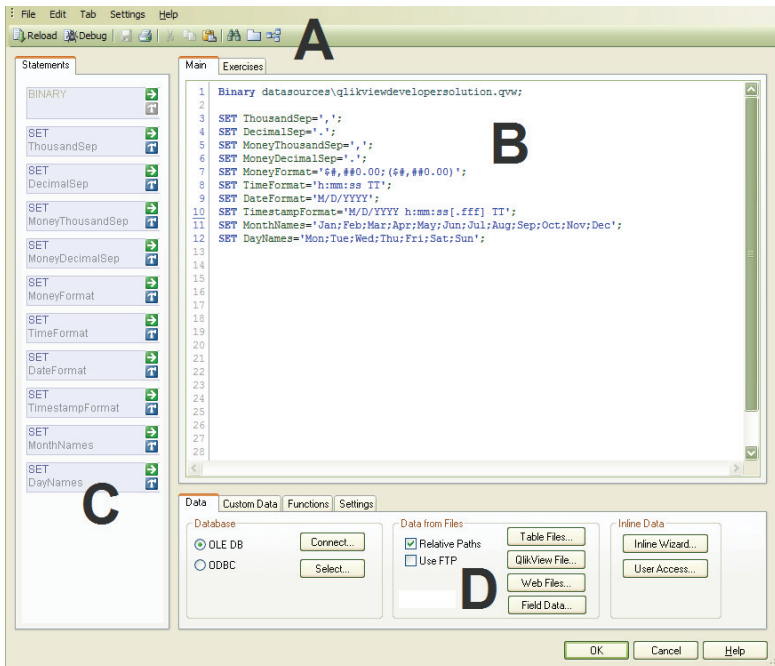 File Edit Tab Settings Help
Reload Debug
A
Statements
BINARY
SET
ThousandSep
SET
DecimalSep
SET
MoneyThousandSep
SET
MoneyDecimalSep
SET
MoneyFormat
SET
TimeFormat
SET
DateFormat
SET
TimestampFormat
SET
MonthNames
SET
DayNames
C
Main Exercises
1 Binary datasources\qlikviewdevelopersolution.qvw;
2
3 SET ThousandSep=',';
4 SET DecimalSep='.';
5 SET MoneyThousandSep=',';
6 SET MoneyDecimalSep='.';
7 SET MoneyFormat='$#,##0.00;($#,##0.00)';
8 SET TimeFormat='h:mm:ss TT';
9 SET DateFormat='M/D/YYYY';
10 SET TimestampFormat='M/D/YYYY h:mm:ss[.fff] TT';
11 SET MonthNames='Jan;Feb;Mar;Apr;May;Jun;Jul;Aug;Sep;Oct;Nov;Dec';
12 SET DayNames='Mon;Tue;Wed;Thu;Fri;Sat;Sun';
13
14
15
16
17
18
19
20
21
22
23
24
25
26
27
28
B
Data Custom Data Functions Settings
Database
OLE DB Connect...
ODBC Select...
Data from Files
Relative Paths Table Files...
Use FTP QlikView File...
Web Files...
Field Data...
D
Inline Data
Inline Wizard...
User Access...
OK Cancel Help